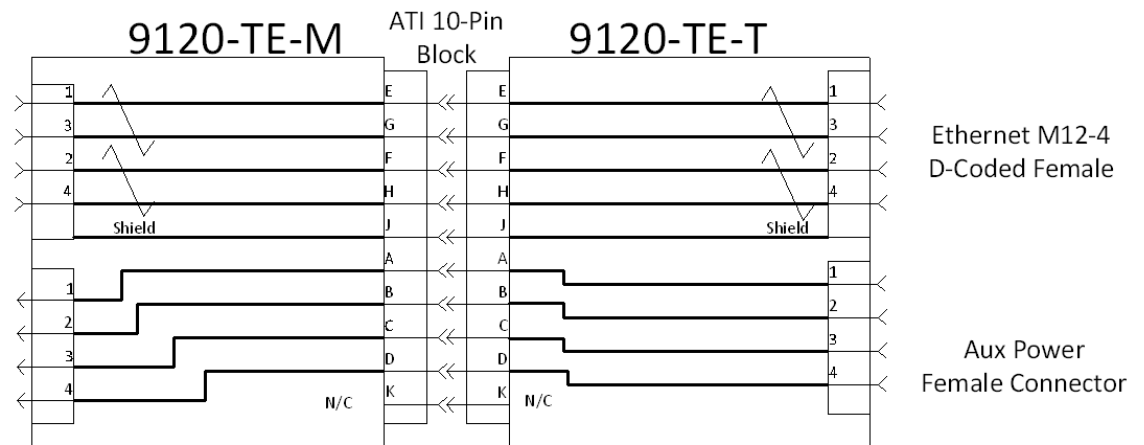 9120-TE-M
ATI 10-Pin
Block
9120-TE-T
1 E E 1
3 G G 3
2 F F 2
4 H H 4
Shield J J Shield
A A
1 B B 1
2 C C 2
3 D D 3
4 N/C K K N/C 4
Ethernet M12-4
D-Coded Female
Aux Power
Female Connector